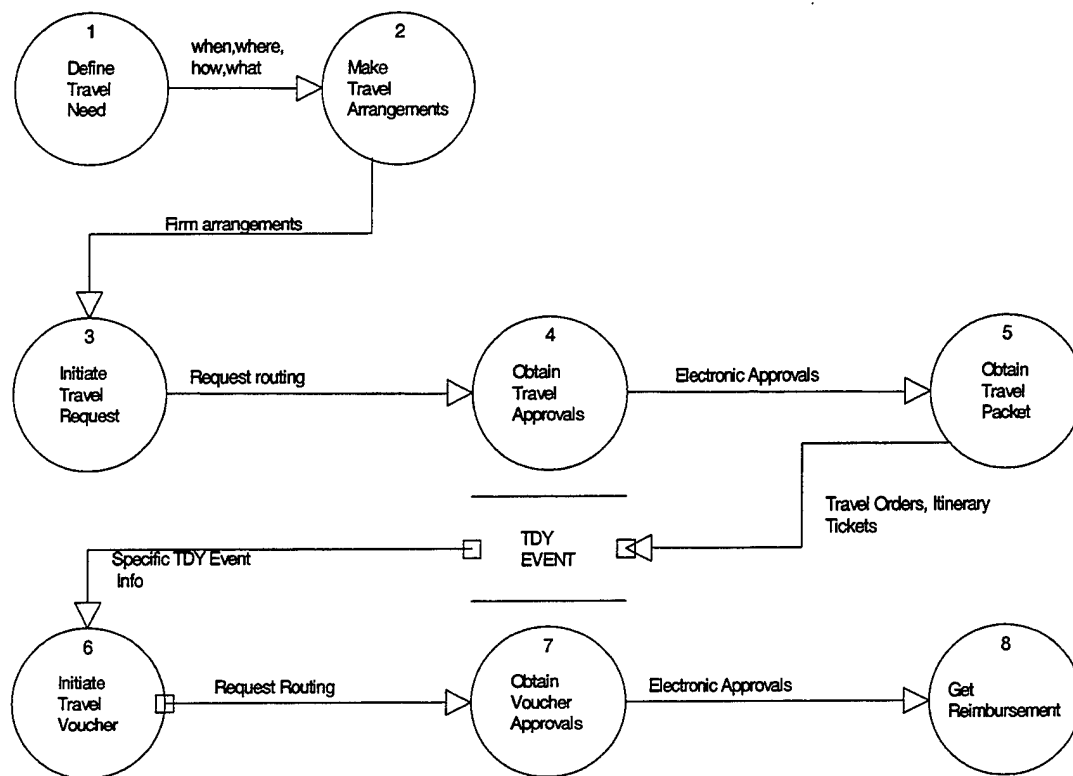 1
Define
Travel
Need
when,where,
how,what
2
Make
Travel
Arrangements
Firm arrangements
3
Initiate
Travel
Request
Request routing
4
Obtain
Travel
Approvals
Electronic Approvals
5
Obtain
Travel
Packet
Travel Orders, Itinerary
Tickets
TDY
EVENT
Specific TDY Event
Info
6
Initiate
Travel
Voucher
Request Routing
7
Obtain
Voucher
Approvals
Electronic Approvals
8
Get
Reimbursement